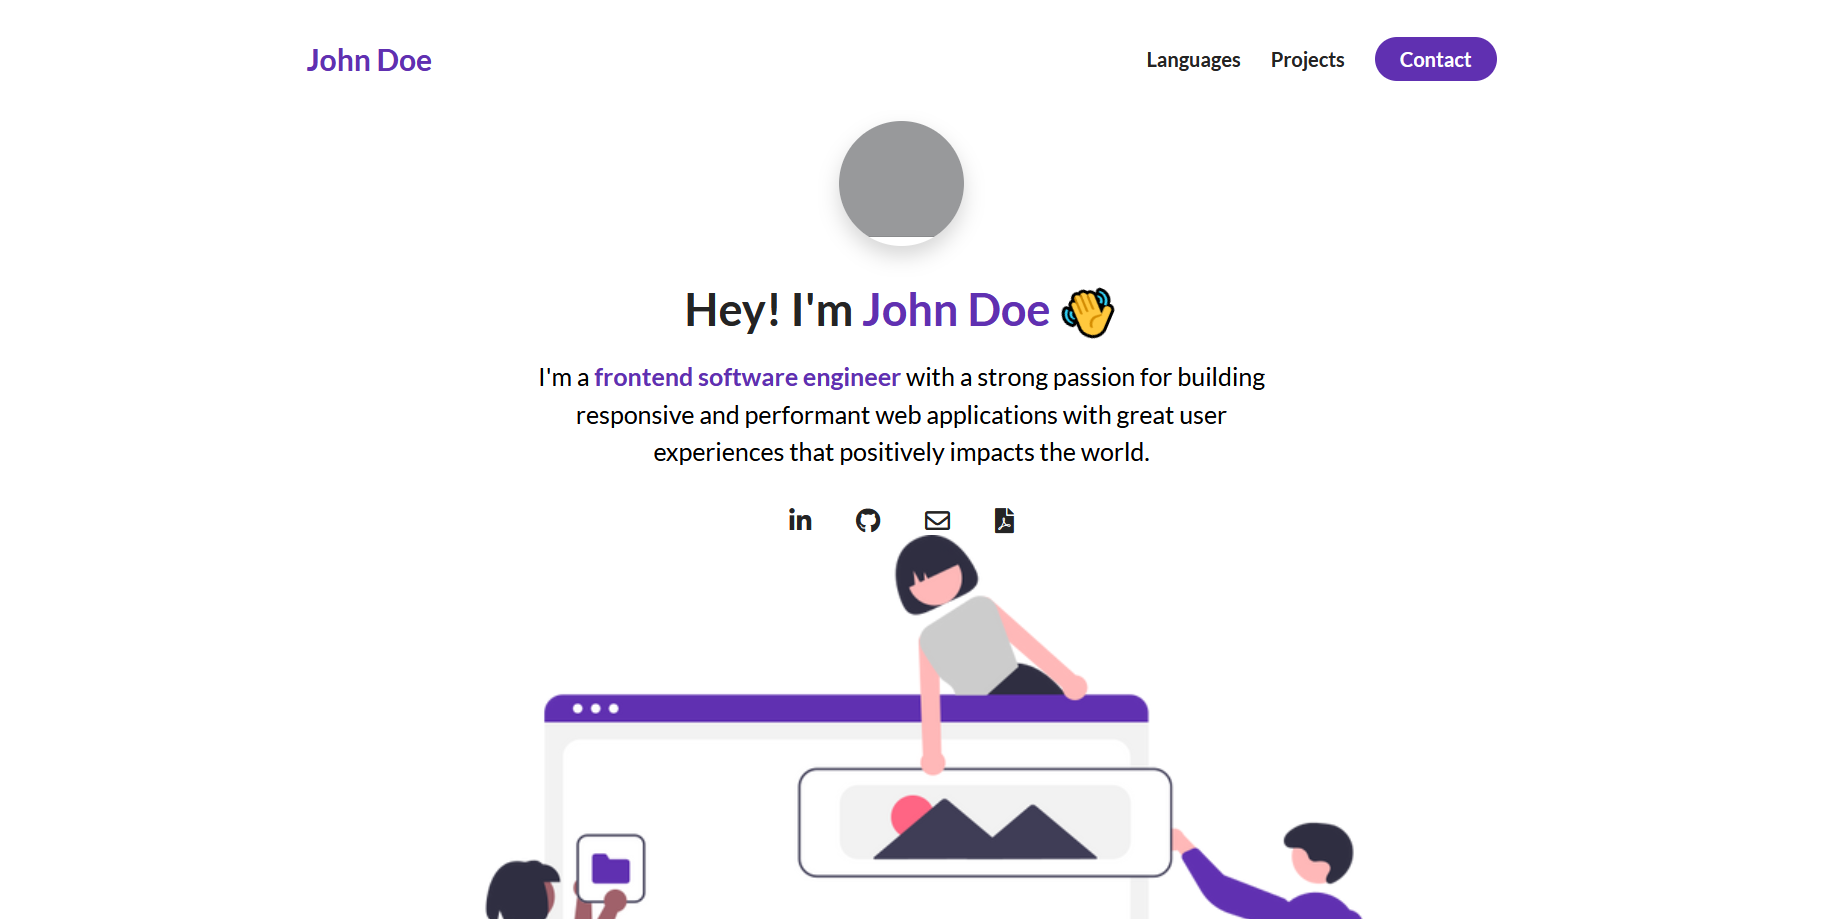 John Doe
Languages
Projects
Contact
Hey! I'm John Doe 👋
I'm a frontend software engineer with a strong passion for building
responsive and performant web applications with great user
experiences that positively impacts the world.
in